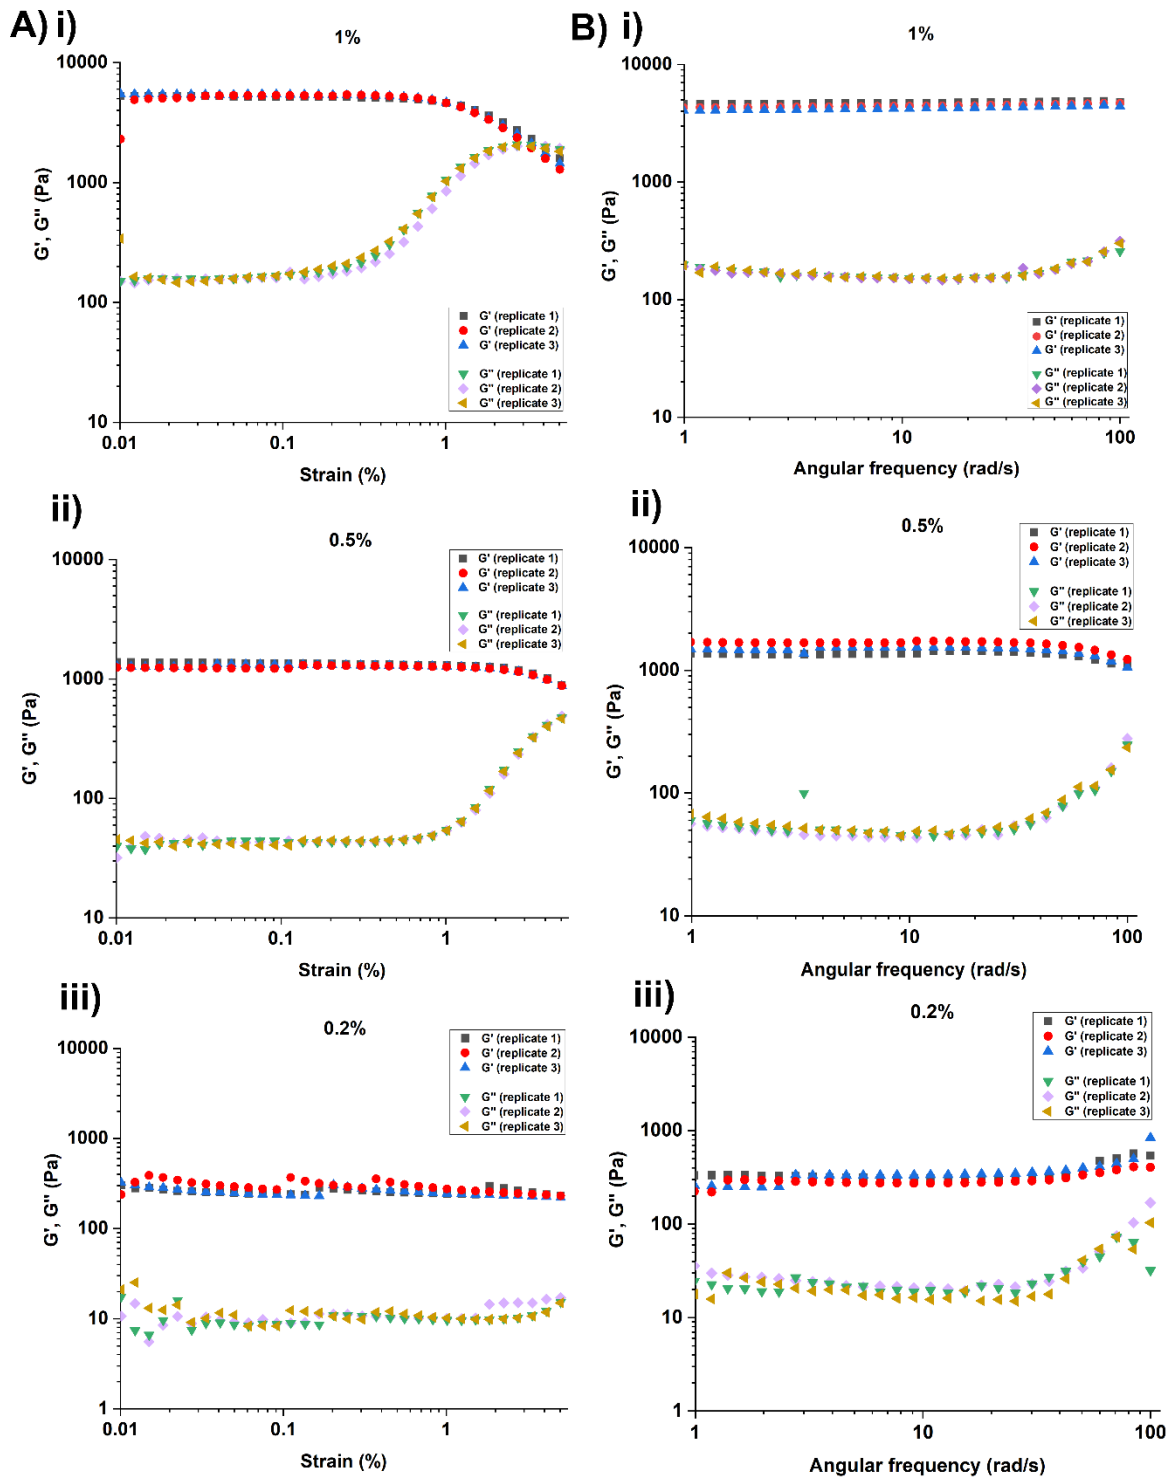 A) i)
1%
10000
1000
100
10
G', G'' (Pa)
0.01
0.1
1
Strain (%)
G' (replicate 1)
G' (replicate 2)
G' (replicate 3)
G'' (replicate 1)
G'' (replicate 2)
G'' (replicate 3)
B) i)
1%
10000
1000
100
10
G', G'' (Pa)
1
10
100
Angular frequency (rad/s)
G' (replicate 1)
G' (replicate 2)
G' (replicate 3)
G'' (replicate 1)
G'' (replicate 2)
G'' (replicate 3)
ii)
0.5%
10000
1000
100
10
G', G'' (Pa)
0.01
0.1
1
Strain (%)
G' (replicate 1)
G' (replicate 2)
G' (replicate 3)
G'' (replicate 1)
G'' (replicate 2)
G'' (replicate 3)
ii)
0.5%
10000
1000
100
10
G', G'' (Pa)
1
10
100
Angular frequency (rad/s)
G' (replicate 1)
G' (replicate 2)
G' (replicate 3)
G'' (replicate 1)
G'' (replicate 2)
G'' (replicate 3)
iii)
0.2%
10000
1000
100
10
1
G', G'' (Pa)
0.01
0.1
1
Strain (%)
G' (replicate 1)
G' (replicate 2)
G' (replicate 3)
G'' (replicate 1)
G'' (replicate 2)
G'' (replicate 3)
iii)
0.2%
10000
1000
100
10
1
G', G'' (Pa)
1
10
100
Angular frequency (rad/s)
G' (replicate 1)
G' (replicate 2)
G' (replicate 3)
G'' (replicate 1)
G'' (replicate 2)
G'' (replicate 3)